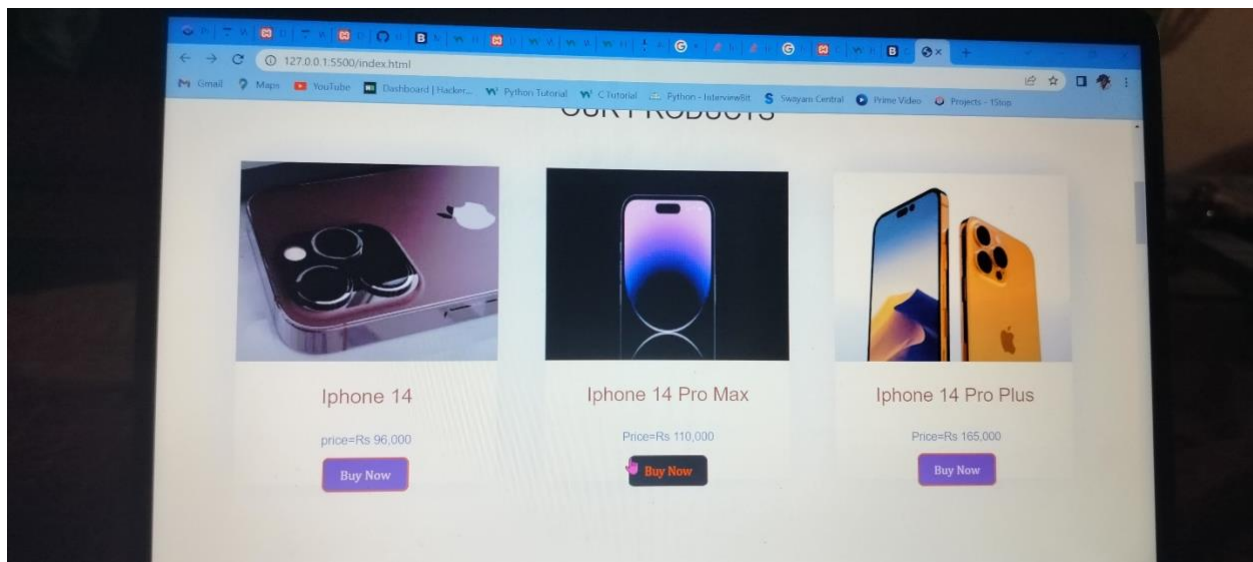 127.0.0.1:5500/index.html
Gmail Maps YouTube Dashboard | Hacker... Python Tutorial C Tutorial Python - InterviewBit Swayam Central Prime Video Projects - 1Stop
OUR PRODUCTS
Iphone 14 Iphone 14 Pro Max Iphone 14 Pro Plus
price=Rs 96,000 Price=Rs 110,000 Price=Rs 165,000
Buy Now Buy Now Buy Now